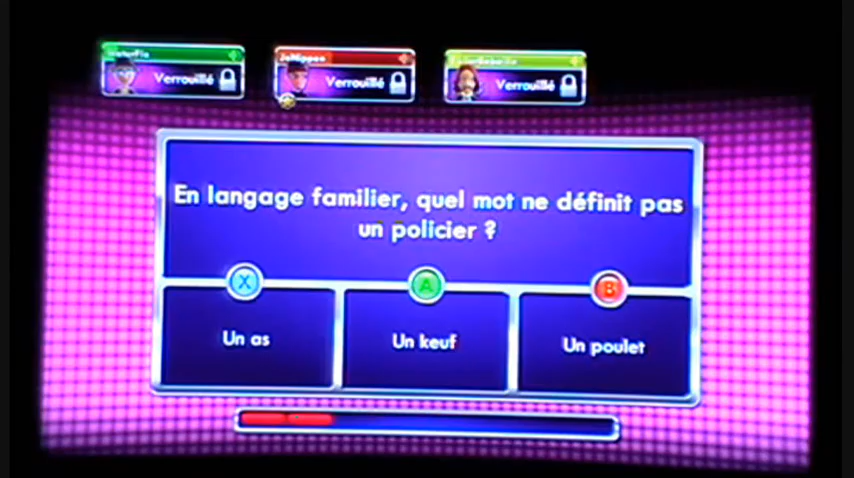 JeNippon
Verrouillé
Verrouillé
Verrouillé
En langage familier, quel mot ne définit pas
un policier ?
X
A
B
Un as
Un keuf
Un poulet